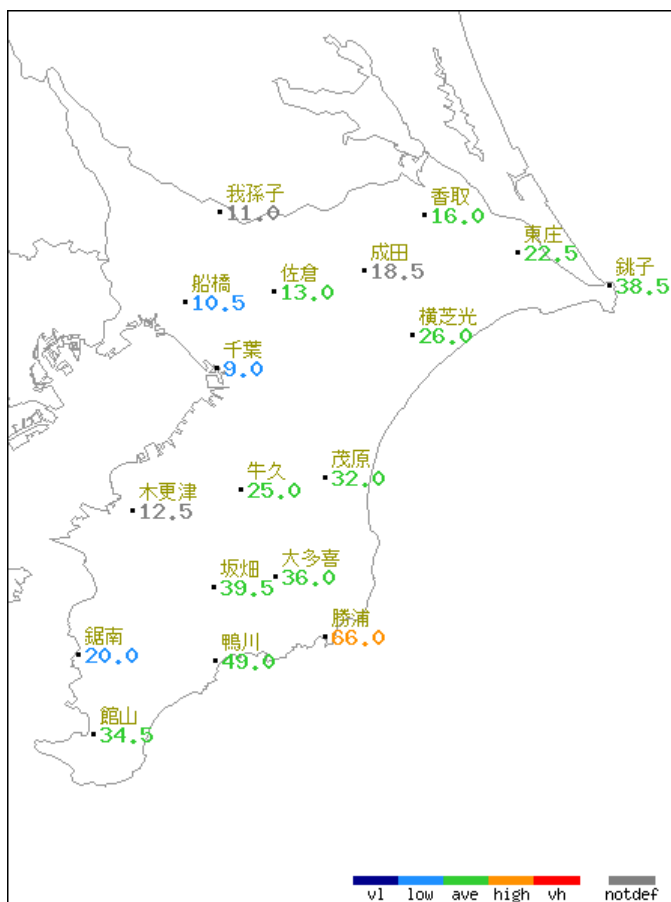 我孫子
11.0
香取
16.0
東庄
22.5
成田
18.5
銚子
38.5
船橋
10.5
佐倉
13.0
横芝光
26.0
千葉
9.0
茂原
32.0
牛久
25.0
木更津
12.5
大多喜
36.0
坂畑
39.5
勝浦
66.0
鋸南
20.0
鴨川
49.0
館山
34.5
vl low ave high vh notdef